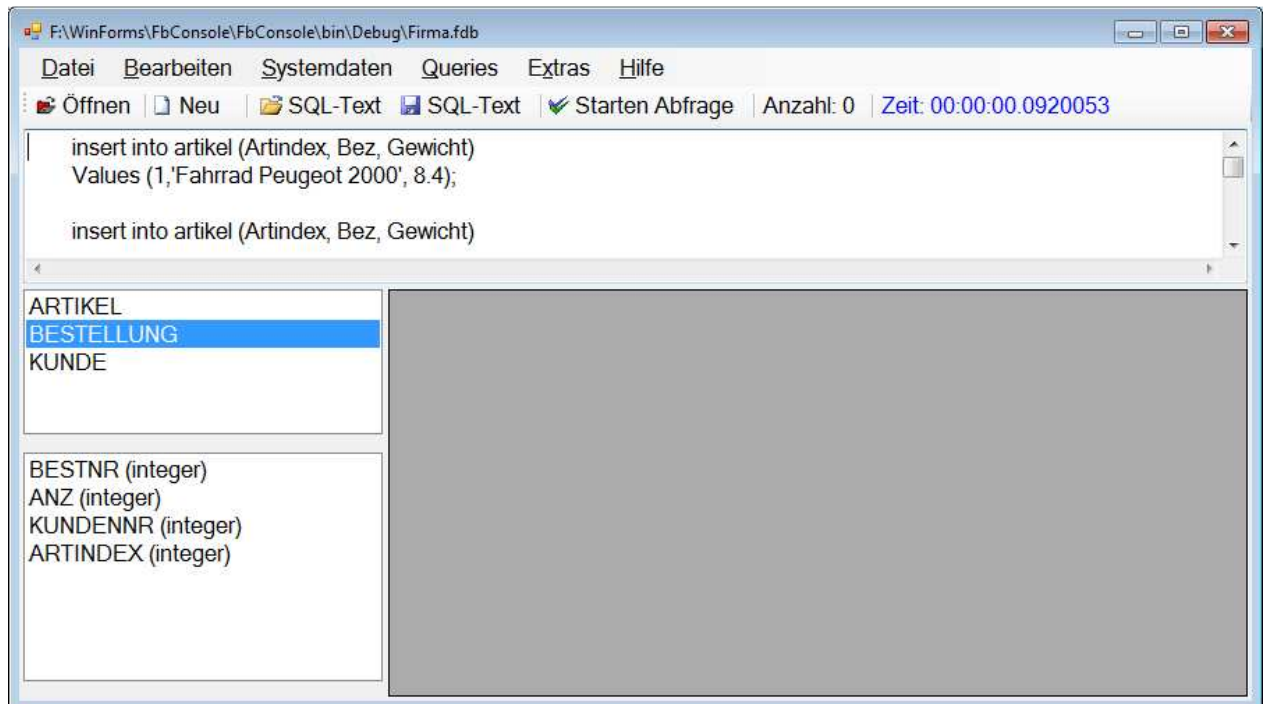 F:\WinForms\FbConsole\FbConsole\bin\Debug\Firma.fdb
Datei Bearbeiten Systemdaten Queries Extras Hilfe
Öffnen Neu SQL-Text SQL-Text Starten Abfrage Anzahl: 0 Zeit: 00:00:00.0920053
insert into artikel (Artindex, Bez, Gewicht)
Values (1,'Fahrrad Peugeot 2000', 8.4);
insert into artikel (Artindex, Bez, Gewicht)
ARTIKEL
BESTELLUNG
KUNDE
BESTNR (integer)
ANZ (integer)
KUNDENNR (integer)
ARTINDEX (integer)